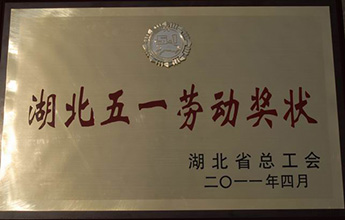 湖北五一劳动奖状
湖北省总工会
二〇一一年四月